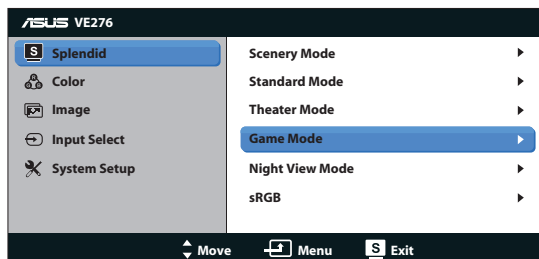 ASUS VE276
S Splendid
Color
Image
Input Select
System Setup
Scenery Mode
Standard Mode
Theater Mode
Game Mode
Night View Mode
sRGB
Move Menu S Exit